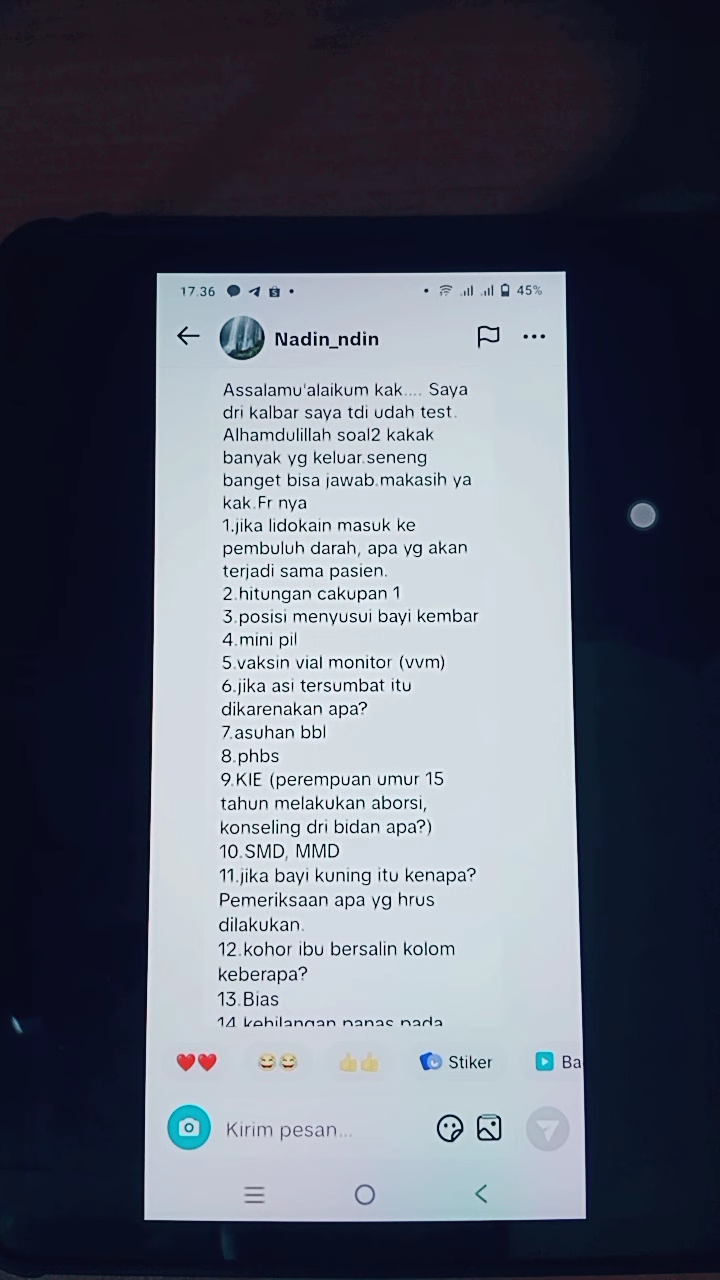 17.36
45%
Nadin_ndin
Assalamu'alaikum kak.... Saya
dri kalbar saya tdi udah test.
Alhamdulillah soal2 kakak
banyak yg keluar.seneng
banget bisa jawab.makasih ya
kak.Fr nya
1.jika lidokain masuk ke
pembuluh darah, apa yg akan
terjadi sama pasien.
2.hitungan cakupan 1
3.posisi menyusui bayi kembar
4.mini pil
5.vaksin vial monitor (vvm)
6.jika asi tersumbat itu
dikarenakan apa?
7.asuhan bbl
8.phbs
9.KIE (perempuan umur 15
tahun melakukan aborsi,
konseling dri bidan apa?)
10.SMD, MMD
11.jika bayi kuning itu kenapa?
Pemeriksaan apa yg hrus
dilakukan.
12.kohor ibu bersalin kolom
keberapa?
13.Bias
14.kehilangan panas pada
Stiker
Ba
Kirim pesan...